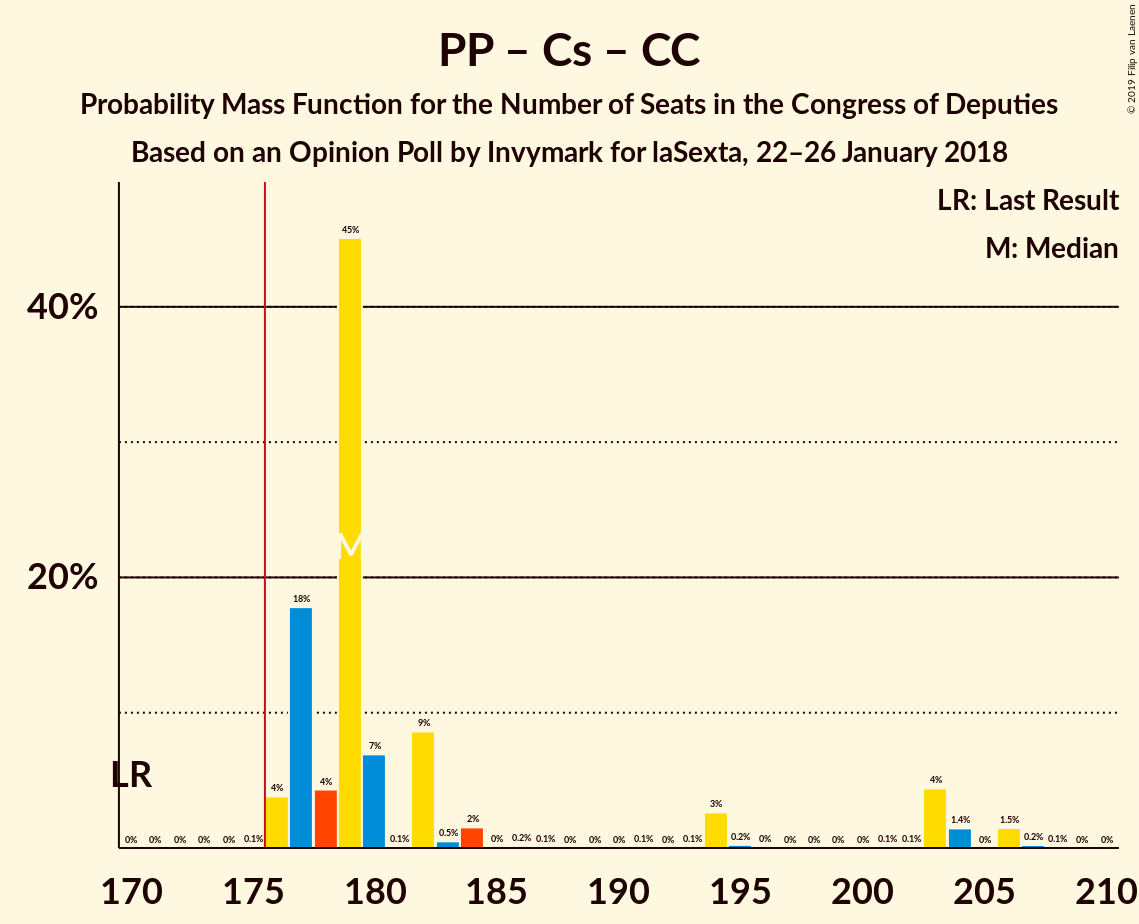 © 2019 Filip van Laenen
PP – Cs – CC
Probability Mass Function for the Number of Seats in the Congress of Deputies
Based on an Opinion Poll by Invymark for laSexta, 22–26 January 2018
LR: Last Result
M: Median
45%
40%
M
20%
18%
9%
7%
LR
4% 4% 3% 4%
0% 0% 0% 0% 0% 0.1% 0.1% 0.5% 2% 0% 0.2% 0.1% 0% 0% 0% 0.1% 0% 0.1% 0.2% 0% 0% 0% 0% 0% 0.1% 0.1% 1.4% 0% 1.5% 0.2% 0.1% 0% 0%
170 175 180 185 190 195 200 205 210